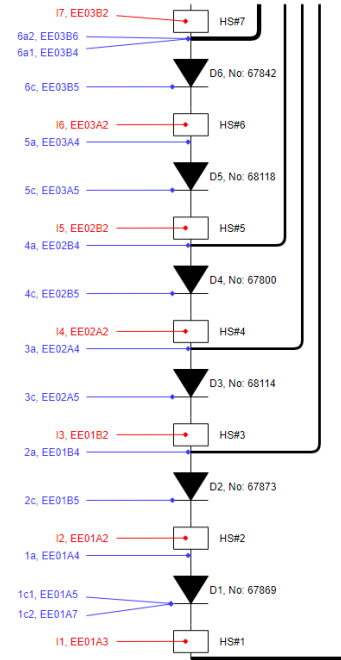 I7, EE03B2
HS#7
6a2, EE03B6
6a1, EE03B4
D6, No: 67842
6c, EE03B5
I6, EE03A2
HS#6
5a, EE03A4
D5, No: 68118
5c, EE03A5
I5, EE02B2
HS#5
4a, EE02B4
D4, No: 67800
4c, EE02B5
I4, EE02A2
HS#4
3a, EE02A4
D3, No: 68114
3c, EE02A5
I3, EE01B2
HS#3
2a, EE01B4
D2, No: 67873
2c, EE01B5
I2, EE01A2
HS#2
1a, EE01A4
D1, No: 67869
1c1, EE01A5
1c2, EE01A7
I1, EE01A3
HS#1